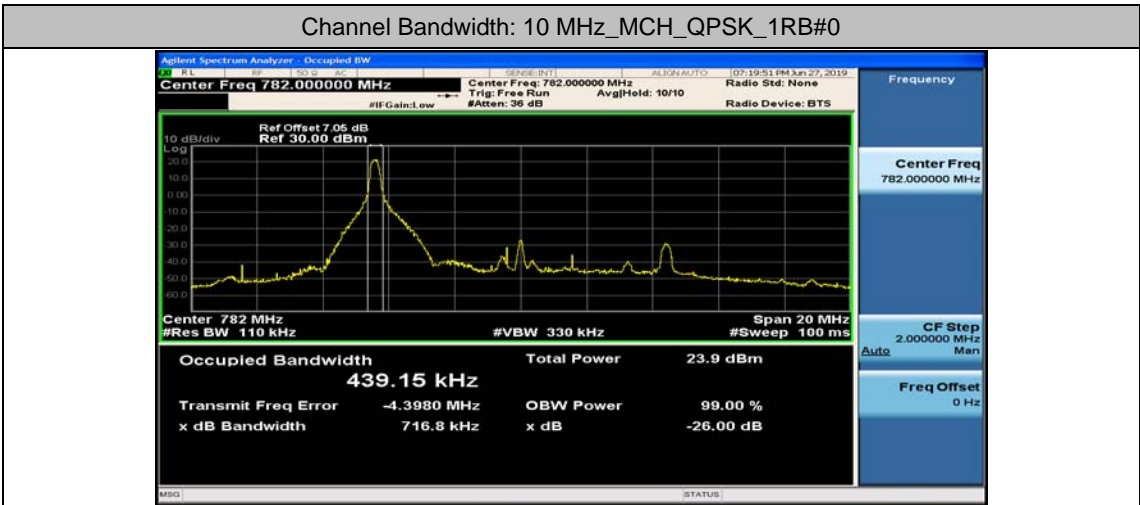 Channel Bandwidth: 10 MHz_MCH_QPSK_1RB#0
Agilent Spectrum Analyzer - Occupied BW
RL RF 50 Ω AC SENSE:INT ALIGN AUTO 07:19:51 PM Jun 27, 2019
Center Freq 782.000000 MHz
Center Freq: 782.000000 MHz
Radio Std: None
Trig: Free Run Avg|Hold: 10/10
#IFGain:Low #Atten: 36 dB Radio Device: BTS
Ref Offset 7.05 dB
10 dB/div Ref 30.00 dBm
Log
20.0
10.0
0.00
-10.0
-20.0
-30.0
-40.0
-50.0
-60.0
Center 782 MHz Span 20 MHz
#Res BW 110 kHz #VBW 330 kHz #Sweep 100 ms
Occupied Bandwidth Total Power 23.9 dBm
439.15 kHz
Transmit Freq Error -4.3980 MHz OBW Power 99.00 %
x dB Bandwidth 716.8 kHz x dB -26.00 dB
MSG STATUS
Frequency
Center Freq
782.000000 MHz
CF Step
2.000000 MHz
Auto Man
Freq Offset
0 Hz